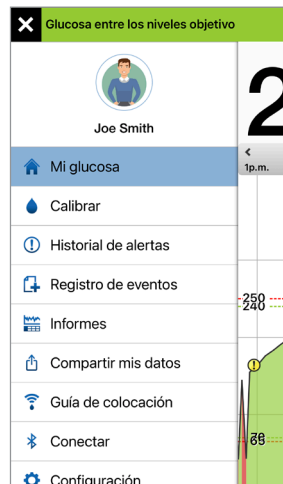 Glucosa entre los niveles objetivo
Joe Smith
2
1p.m.
Mi glucosa
Calibrar
Historial de alertas
Registro de eventos
Informes
250
240
Compartir mis datos
Guía de colocación
Conectar
70
65
Configuración